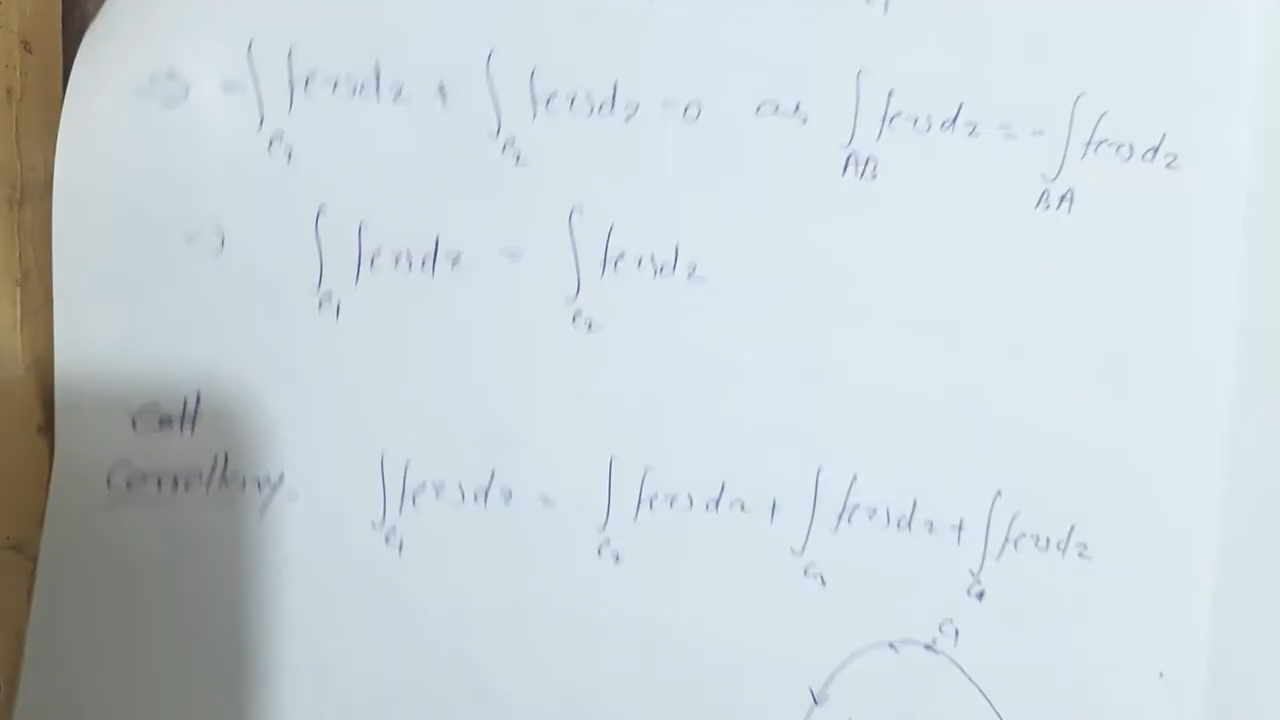 ⇒ -∫_{C1} f(z)dz + ∫_{C2} f(z)dz = 0 as ∫_{AB} f(z)dz = -∫_{BA} f(z)dz
⇒ ∫_{C1} f(z)dz = ∫_{C2} f(z)dz
∫_{C1} f(z)dz = ∫_{C2} f(z)dz + ∫_{C3} f(z)dz + ∫_{C4} f(z)dz
C1